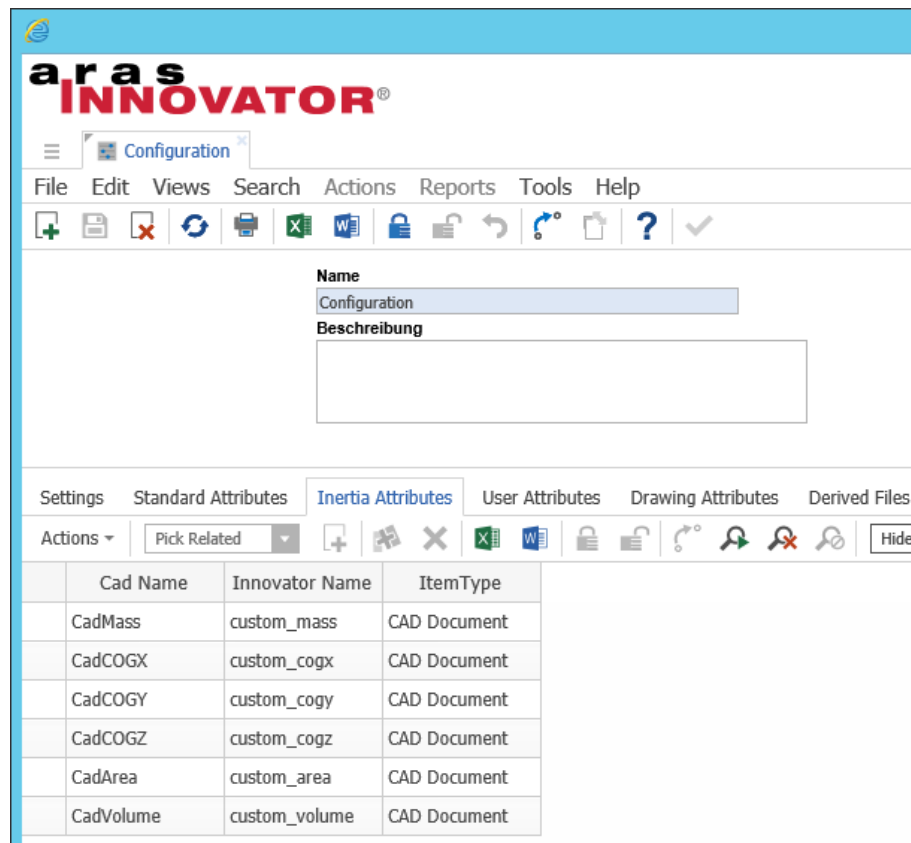 aras
INNOVATOR®
Configuration
File Edit Views Search Actions Reports Tools Help
Name
Configuration
Beschreibung
Settings Standard Attributes Inertia Attributes User Attributes Drawing Attributes Derived Files
Actions Pick Related Hide
Cad Name Innovator Name ItemType
CadMass custom_mass CAD Document
CadCOGX custom_cogx CAD Document
CadCOGY custom_cogy CAD Document
CadCOGZ custom_cogz CAD Document
CadArea custom_area CAD Document
CadVolume custom_volume CAD Document